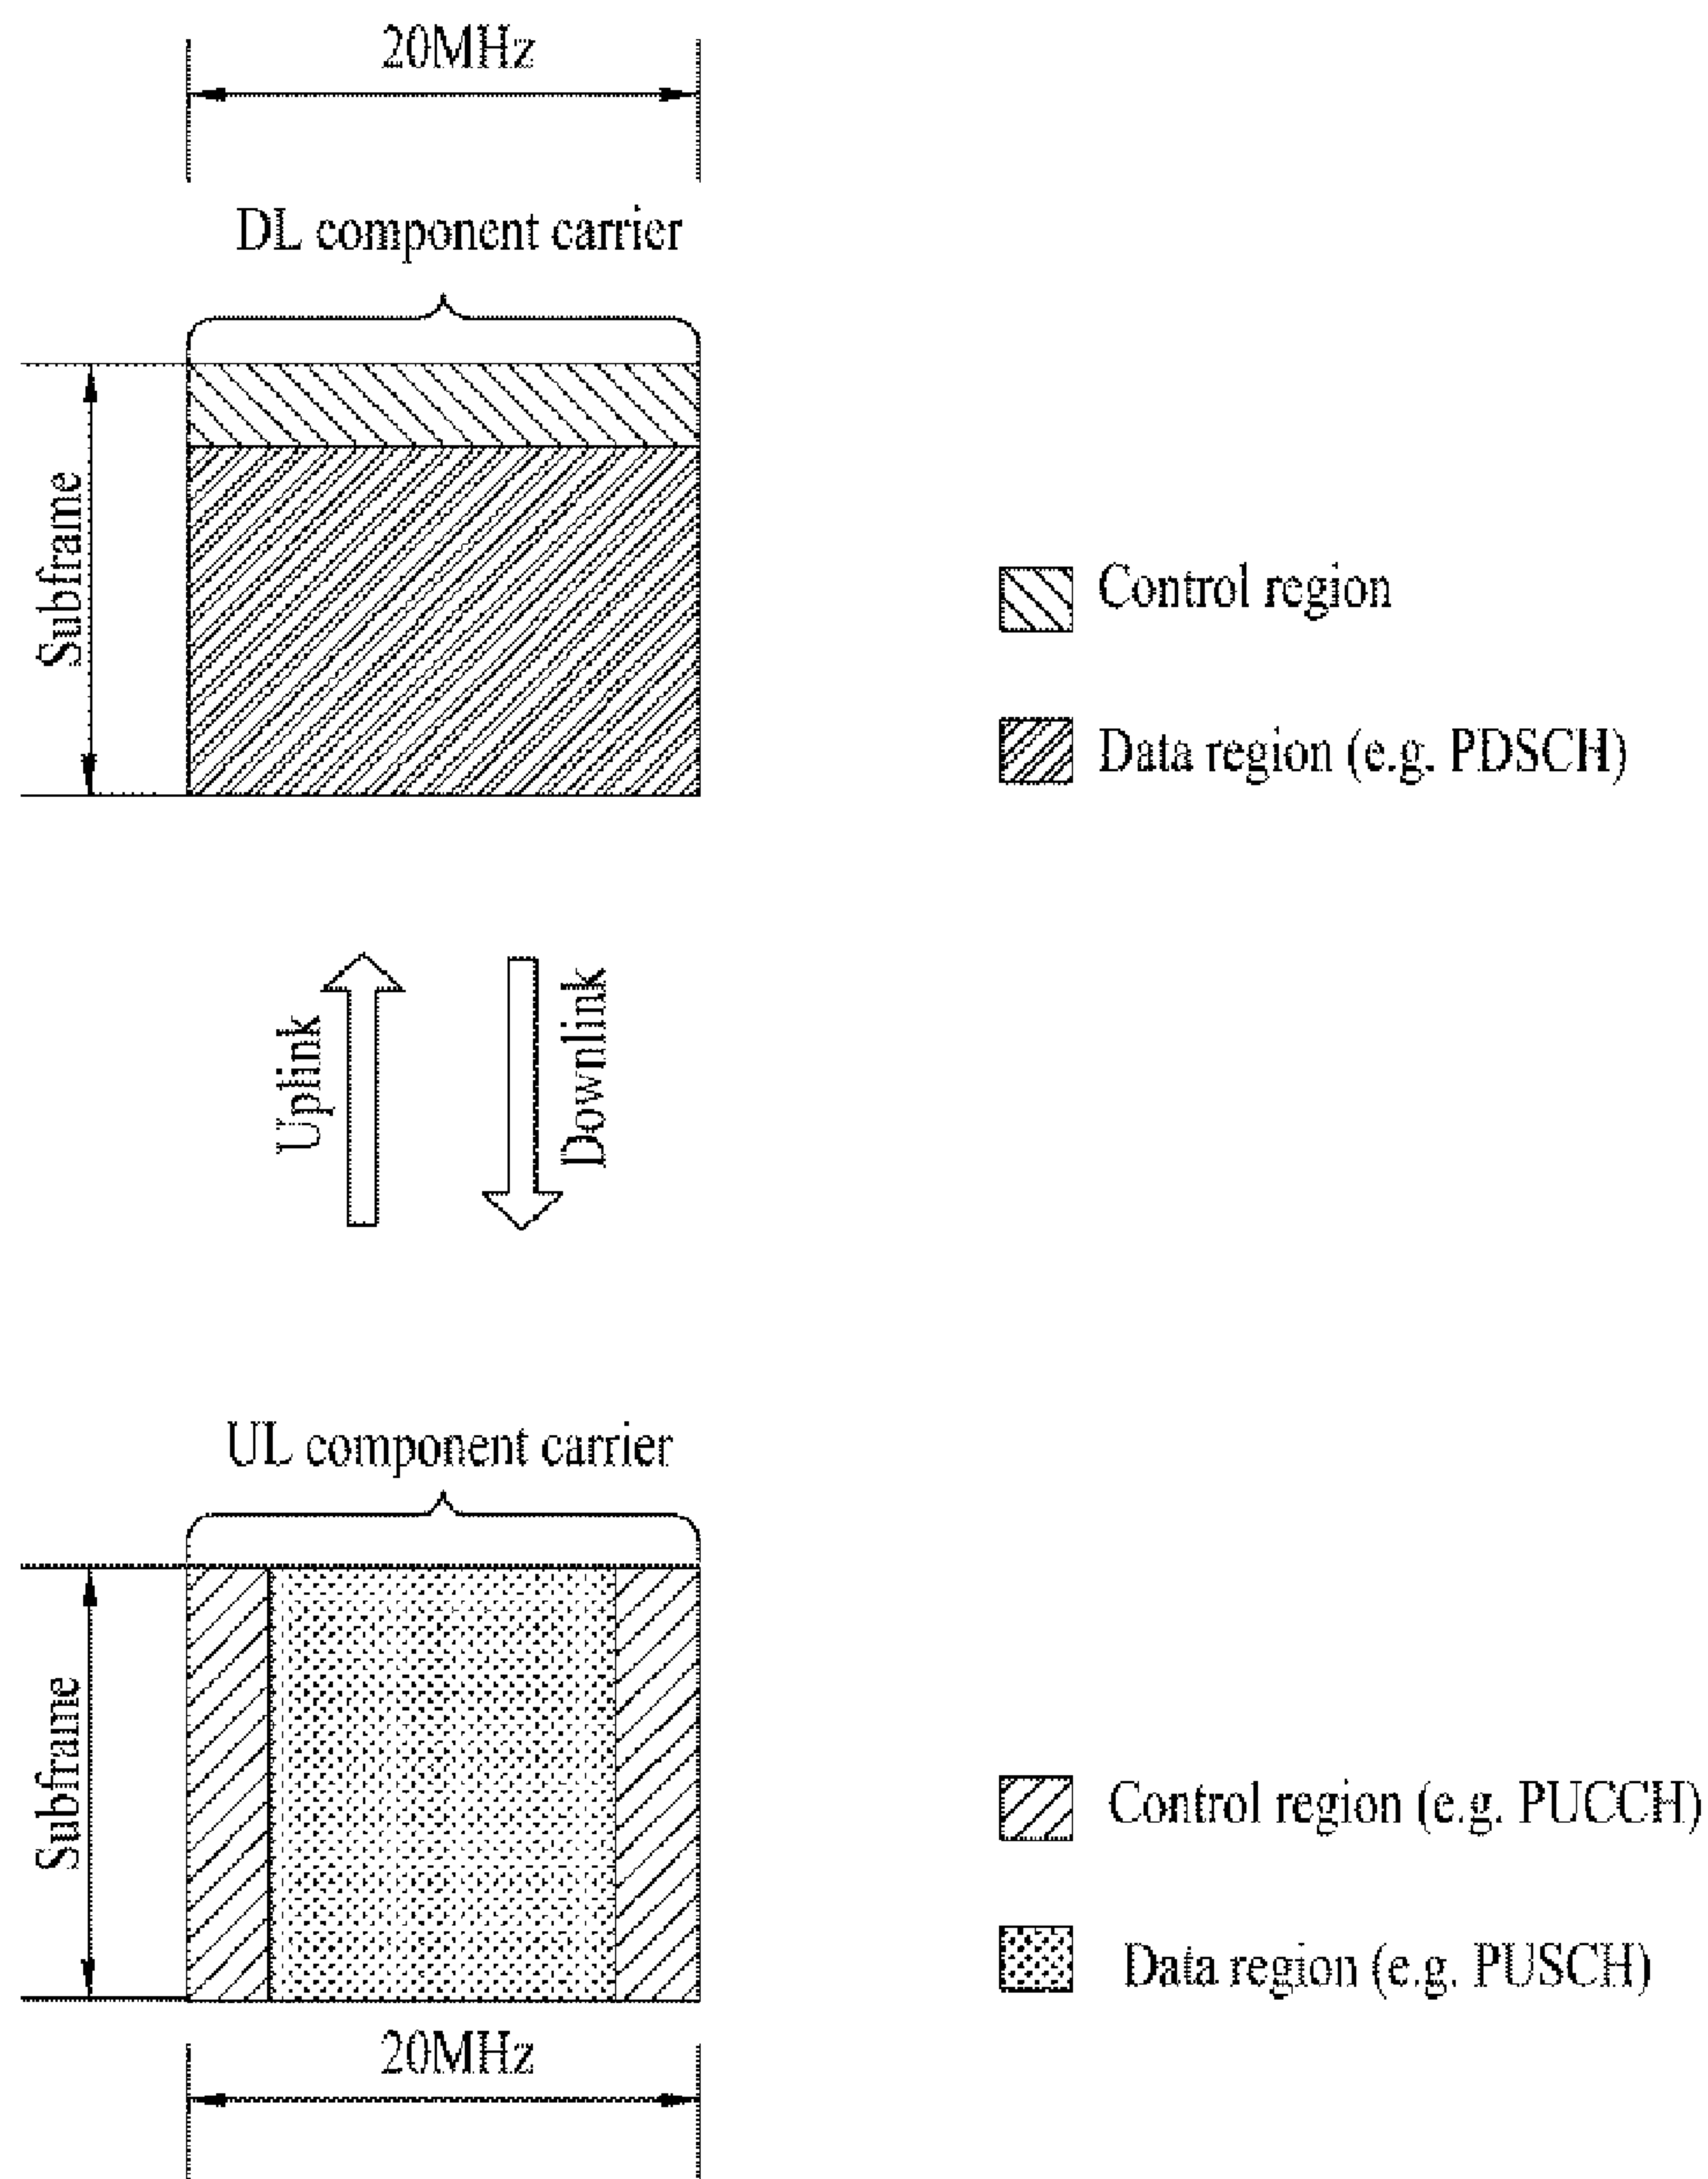 20MHz
DL component carrier
Subframe
Control region
Data region (e.g. PDSCH)
Uplink
Downlink
UL component carrier
Subframe
Control region (e.g. PUCCH)
Data region (e.g. PUSCH)
20MHz